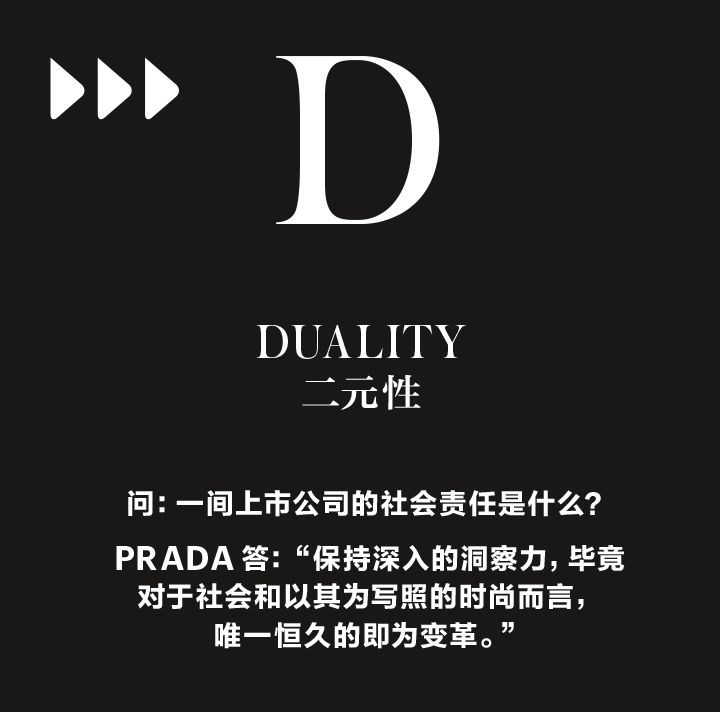 D
DUALITY
二元性
问：一间上市公司的社会责任是什么？
PRADA 答：“保持深入的洞察力，毕竟
对于社会和以其为写照的时尚而言，
唯一恒久的即为变革。”